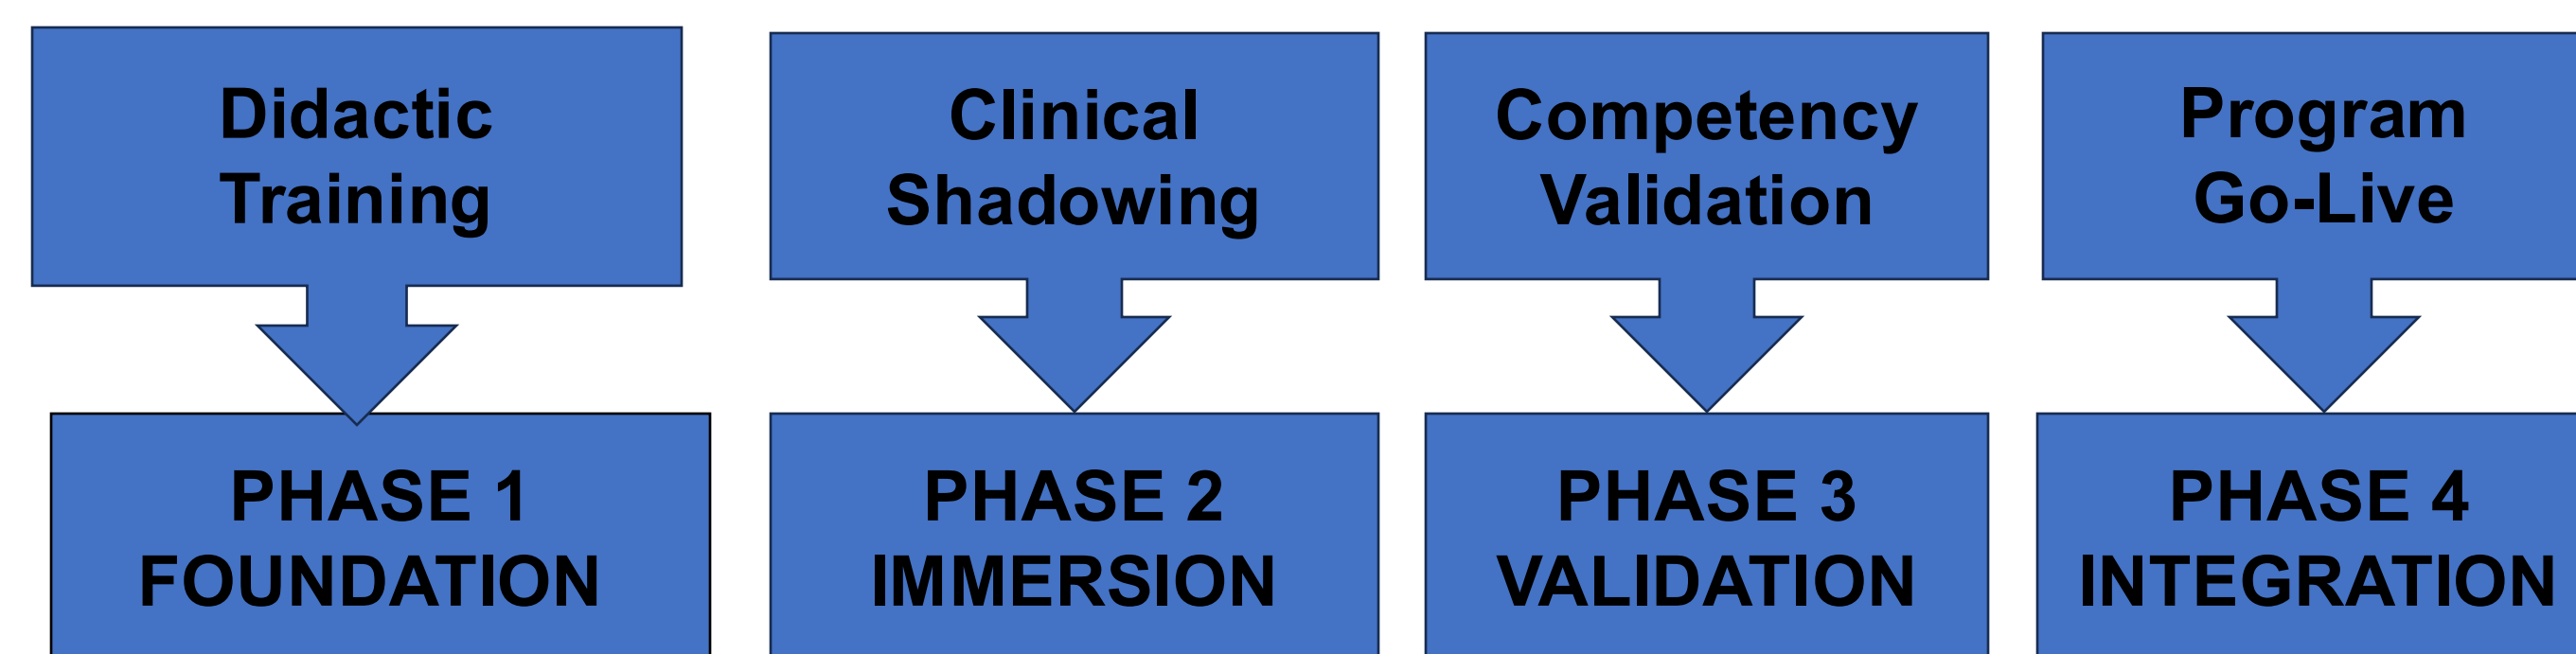 Didactic
Training
Clinical
Shadowing
Competency
Validation
Program
Go-Live
PHASE 1
FOUNDATION
PHASE 2
IMMERSION
PHASE 3
VALIDATION
PHASE 4
INTEGRATION